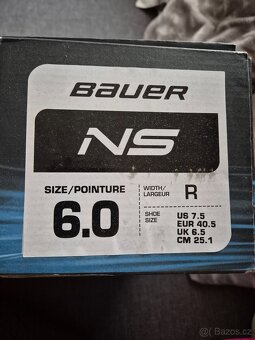 BAUER
NS
SIZE/POINTURE
6.0
WIDTH/
LARGEUR
R
SHOE
SIZE
US 7.5
EUR 40.5
UK 6.5
CM 25.1
Bazoš.cz